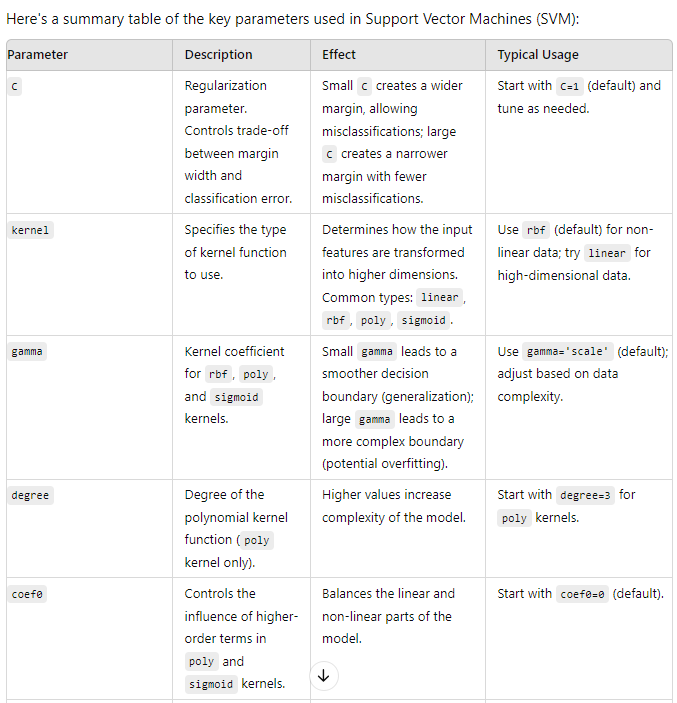 Here's a summary table of the key parameters used in Support Vector Machines (SVM):
Parameter
Description
Effect
Typical Usage
C
Regularization
parameter.
Controls trade-off
between margin
width and
classification error.
Small C creates a wider
margin, allowing
misclassifications; large
C creates a narrower
margin with fewer
misclassifications.
Start with C=1 (default) and
tune as needed.
kernel
Specifies the type
of kernel function
to use.
Determines how the input
features are transformed
into higher dimensions.
Common types: linear,
rbf, poly, sigmoid.
Use rbf (default) for non-
linear data; try linear for
high-dimensional data.
gamma
Kernel coefficient
for rbf, poly,
and sigmoid
kernels.
Small gamma leads to a
smoother decision
boundary (generalization);
large gamma leads to a
more complex boundary
(potential overfitting).
Use gamma='scale' (default);
adjust based on data
complexity.
degree
Degree of the
polynomial kernel
function (poly
kernel only).
Higher values increase
complexity of the model.
Start with degree=3 for
poly kernels.
coef0
Controls the
influence of higher-
order terms in
poly and
sigmoid kernels.
Balances the linear and
non-linear parts of the
model.
Start with coef0=0 (default).